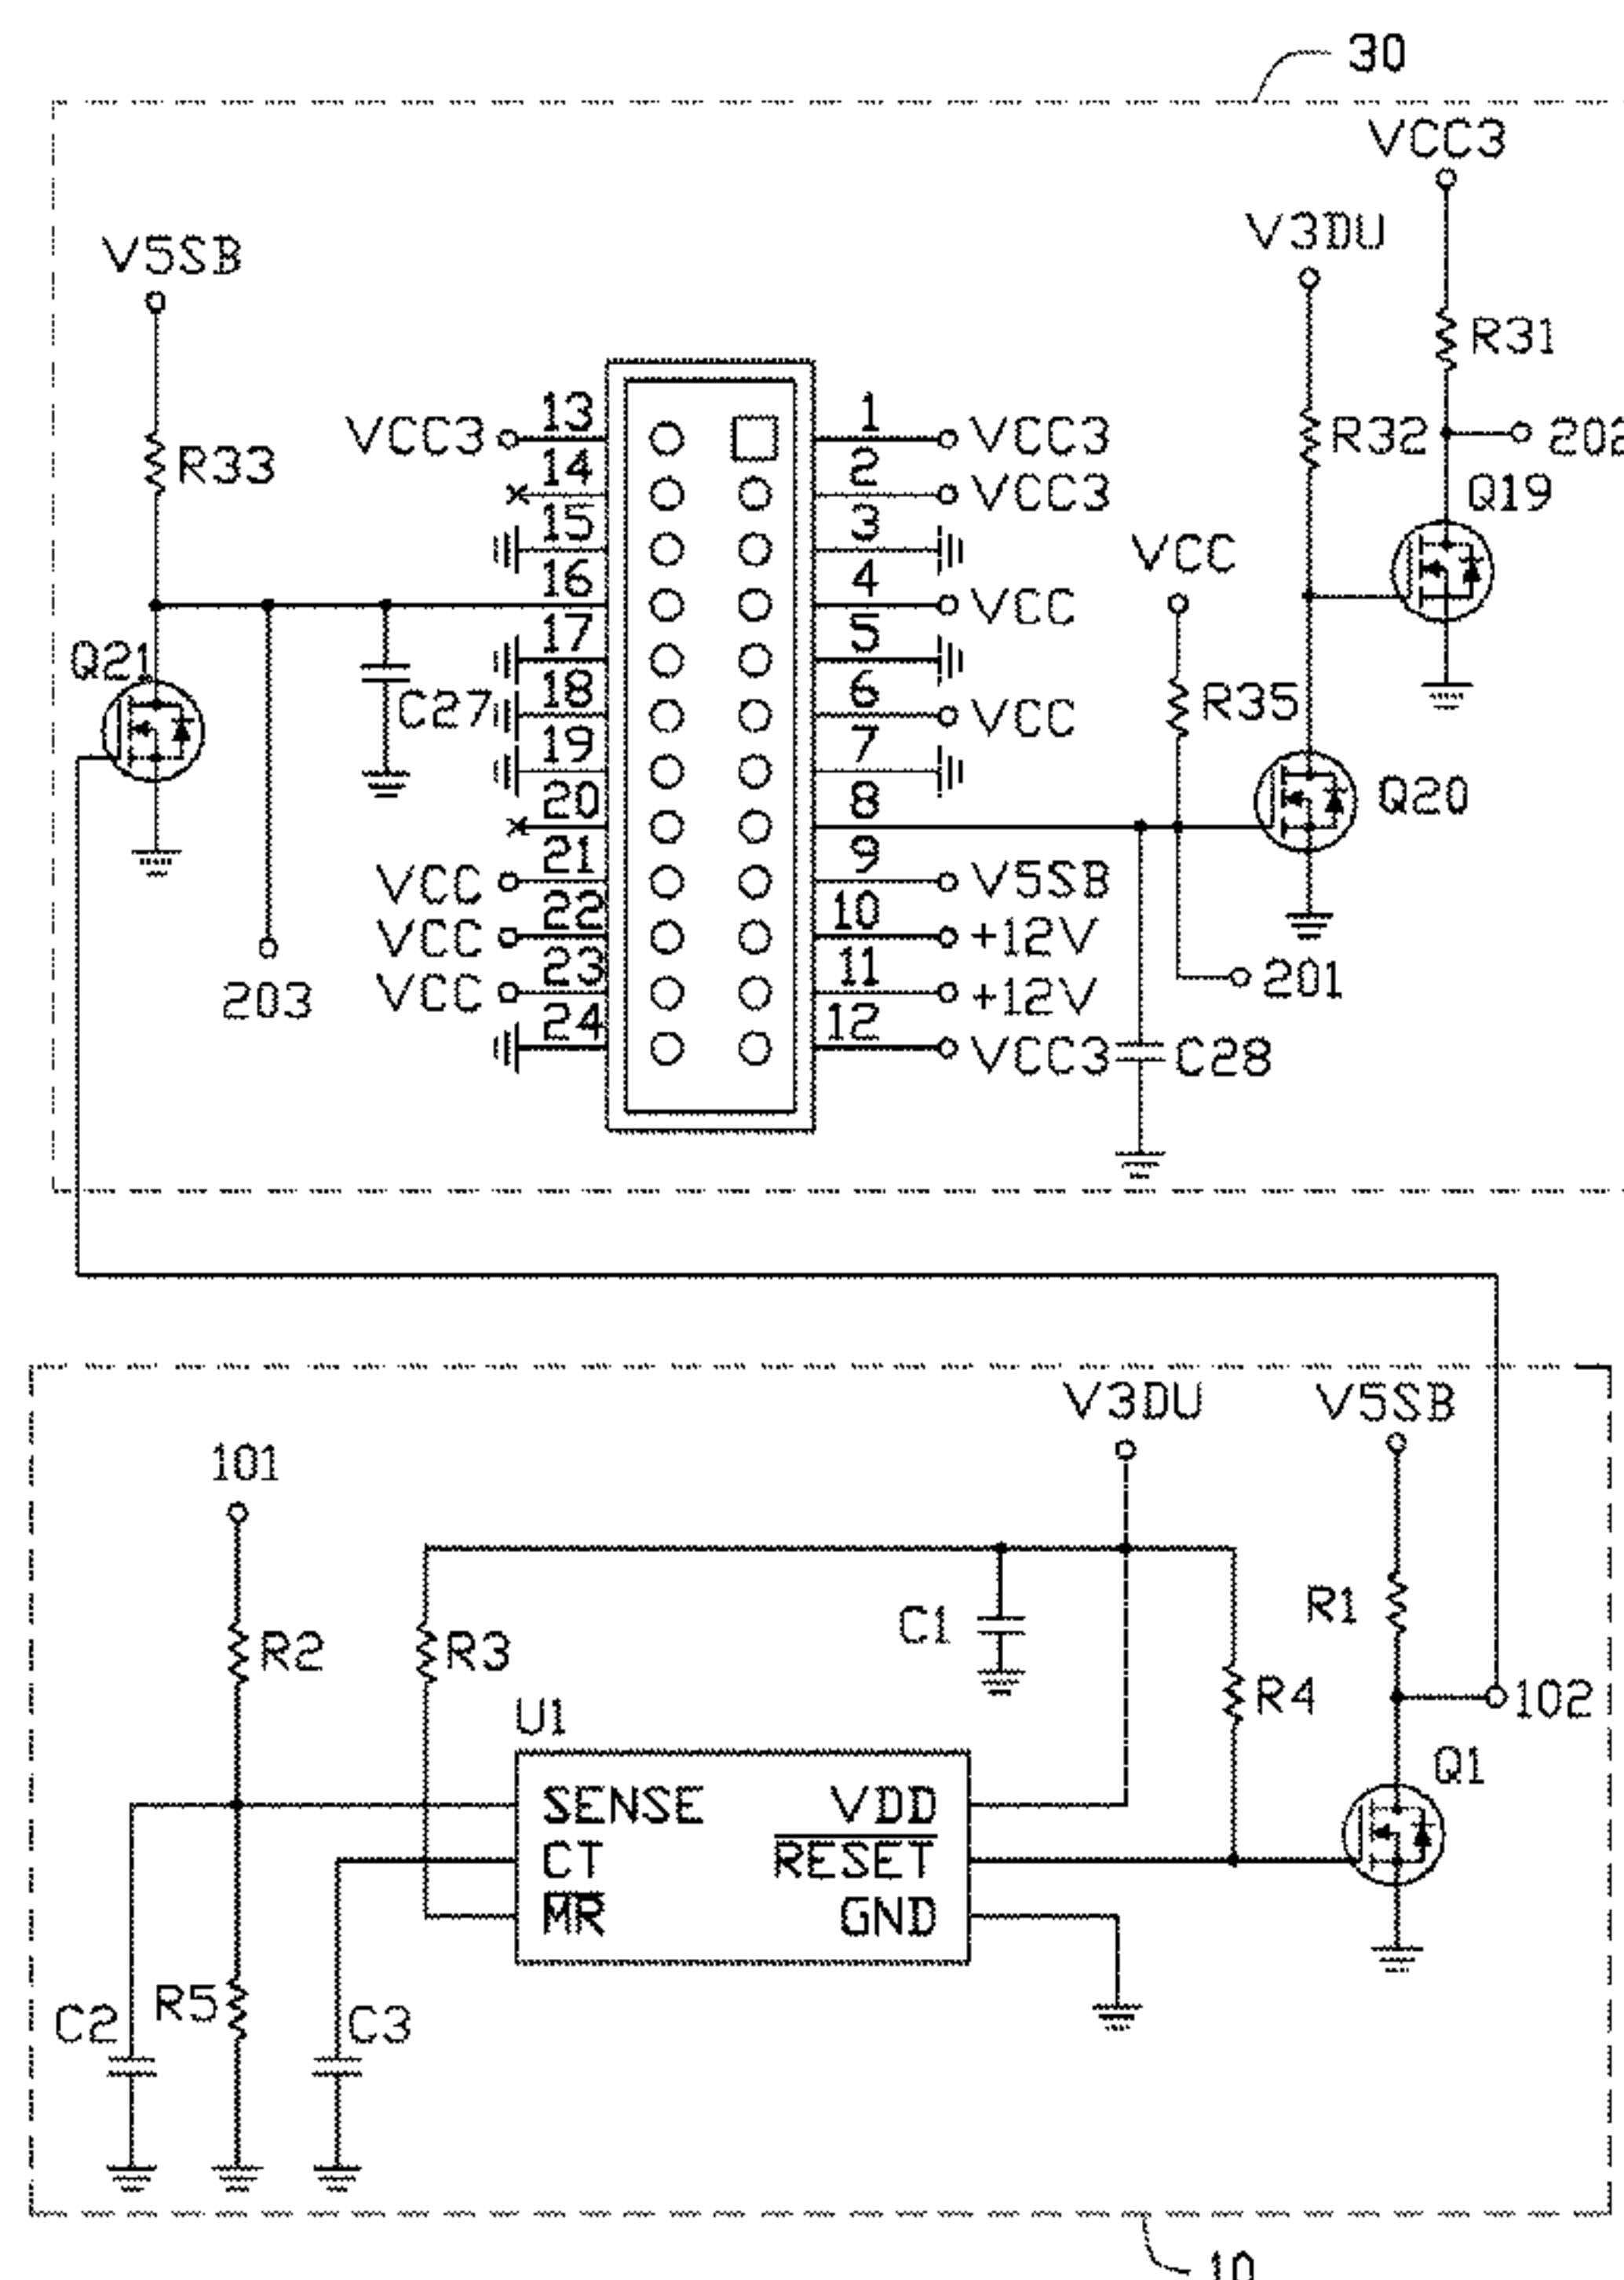 30
VCC3
V3DU
V5SB
R31
R33
R32
202
Q19
VCC3 13 1 VCC3
14 2 VCC3
15 3
16 4 VCC
17 5
18 6 VCC
19 7
20 8
VCC 21 9 V5SB
VCC 22 10 +12V
VCC 23 11 +12V
24 12 VCC3
VCC
Q21
C27
R35
Q20
203
201
C28
V3DU
V5SB
101
R2
R3
C1
R1
R4
102
U1
Q1
SENSE VDD
CT RESET
MR GND
C2
R5
C3
10